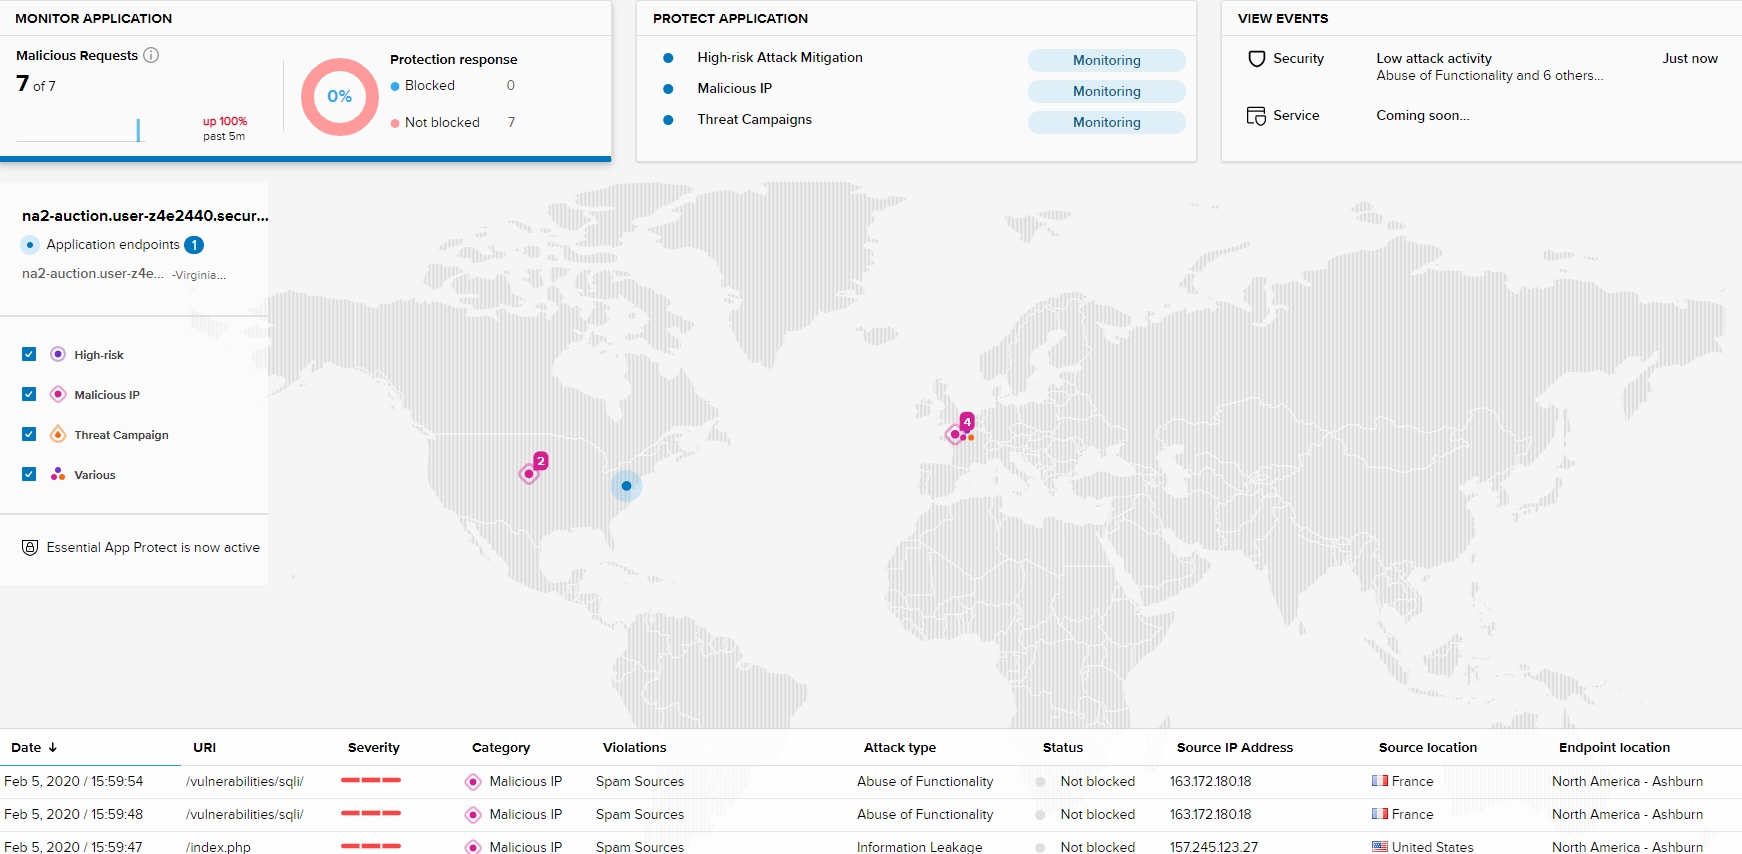 MONITOR APPLICATION
Malicious Requests
7 of 7
up 100%
past 5m
0%
Protection response
Blocked 0
Not blocked 7
PROTECT APPLICATION
High-risk Attack Mitigation Monitoring
Malicious IP Monitoring
Threat Campaigns Monitoring
VIEW EVENTS
Security Low attack activity Just now
Abuse of Functionality and 6 others...
Service Coming soon...
na2-auction.user-z4e2440.secur...
Application endpoints 1
na2-auction.user-z4e... -Virginia...
High-risk
Malicious IP
Threat Campaign
Various
Essential App Protect is now active
2
4
Date URI Severity Category Violations Attack type Status Source IP Address Source location Endpoint location
Feb 5, 2020 / 15:59:54 /vulnerabilities/sqli/ Malicious IP Spam Sources Abuse of Functionality Not blocked 163.172.180.18 France North America - Ashburn
Feb 5, 2020 / 15:59:48 /vulnerabilities/sqli/ Malicious IP Spam Sources Abuse of Functionality Not blocked 163.172.180.18 France North America - Ashburn
Feb 5, 2020 / 15:59:47 /index.php Malicious IP Spam Sources Information Leakage Not blocked 157.245.123.27 United States North America - Ashburn